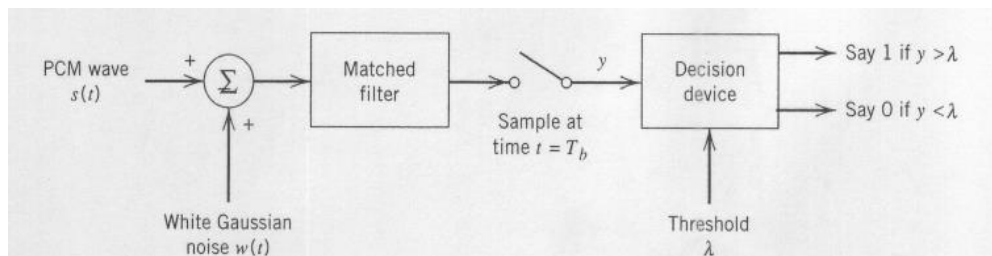 PCM wave
s(t)
+
Σ
+
White Gaussian
noise w(t)
Matched
filter
Sample at
time t = T_b
y
Decision
device
Say 1 if y > λ
Say 0 if y < λ
Threshold
λ